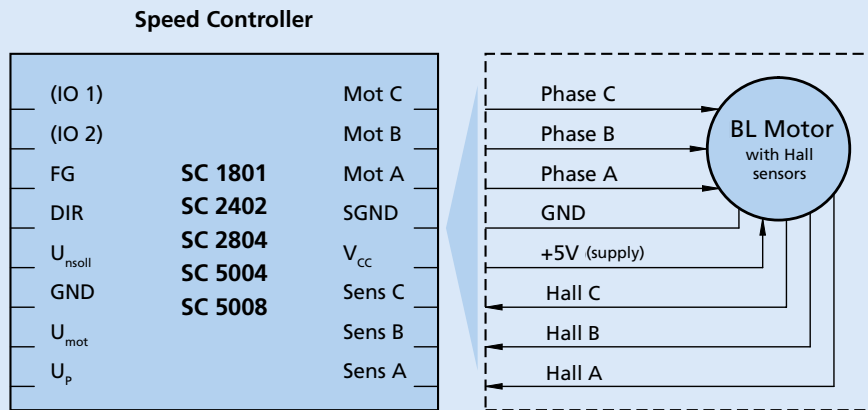 Speed Controller
(IO 1)
(IO 2)
FG
DIR
Unsoll
GND
Umot
UP
SC 1801
SC 2402
SC 2804
SC 5004
SC 5008
Mot C
Mot B
Mot A
SGND
VCC
Sens C
Sens B
Sens A
Phase C
Phase B
Phase A
GND
+5V (supply)
Hall C
Hall B
Hall A
BL Motor
with Hall
sensors